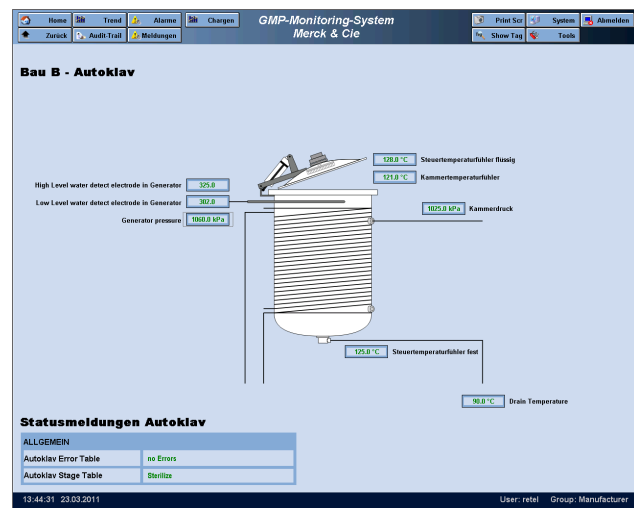 Home Trend Alarme Chargen GMP-Monitoring-System Print Scr System Abmelden
Zurück Audit-Trail Meldungen Merck & Cie Show Tag Tools
Bau B - Autoklav
128.0 °C Steuertemperaturfühler flüssig
121.0 °C Kammertemperaturfühler
High Level water detect electrode in Generator 325.0
Low Level water detect electrode in Generator 302.0
1025.0 kPa Kammerdruck
Generator pressure 1060.0 kPa
125.0 °C Steuertemperaturfühler fest
90.0 °C Drain Temperature
Statusmeldungen Autoklav
ALLGEMEIN
Autoklav Error Table no Errors
Autoklav Stage Table Sterilize
13:44:31 23.03.2011 User: retel Group: Manufacturer